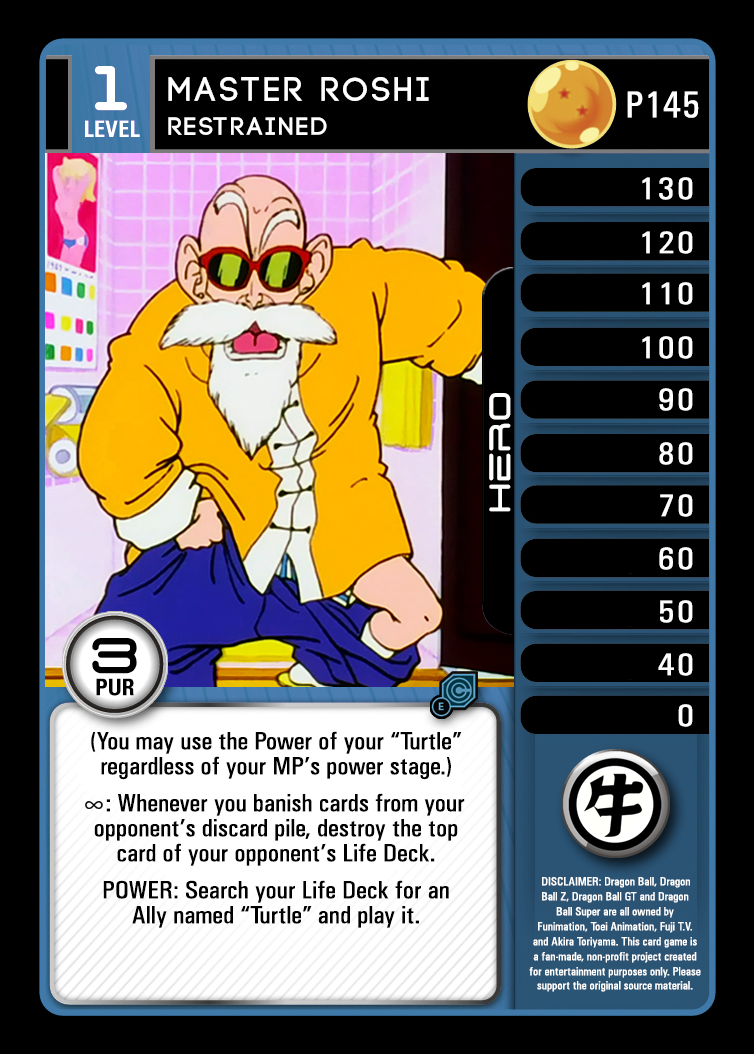 1
LEVEL
MASTER ROSHI
RESTRAINED
P145
130
120
110
100
90
80
70
60
50
40
0
HERO
3
PUR
E
(You may use the Power of your “Turtle”
regardless of your MP’s power stage.)
∞: Whenever you banish cards from your
opponent’s discard pile, destroy the top
card of your opponent’s Life Deck.
POWER: Search your Life Deck for an
Ally named “Turtle” and play it.
牛
DISCLAIMER: Dragon Ball, Dragon
Ball Z, Dragon Ball GT and Dragon
Ball Super are all owned by
Funimation, Toei Animation, Fuji T.V.
and Akira Toriyama. This card game is
a fan-made, non-profit project created
for entertainment purposes only. Please
support the original source material.